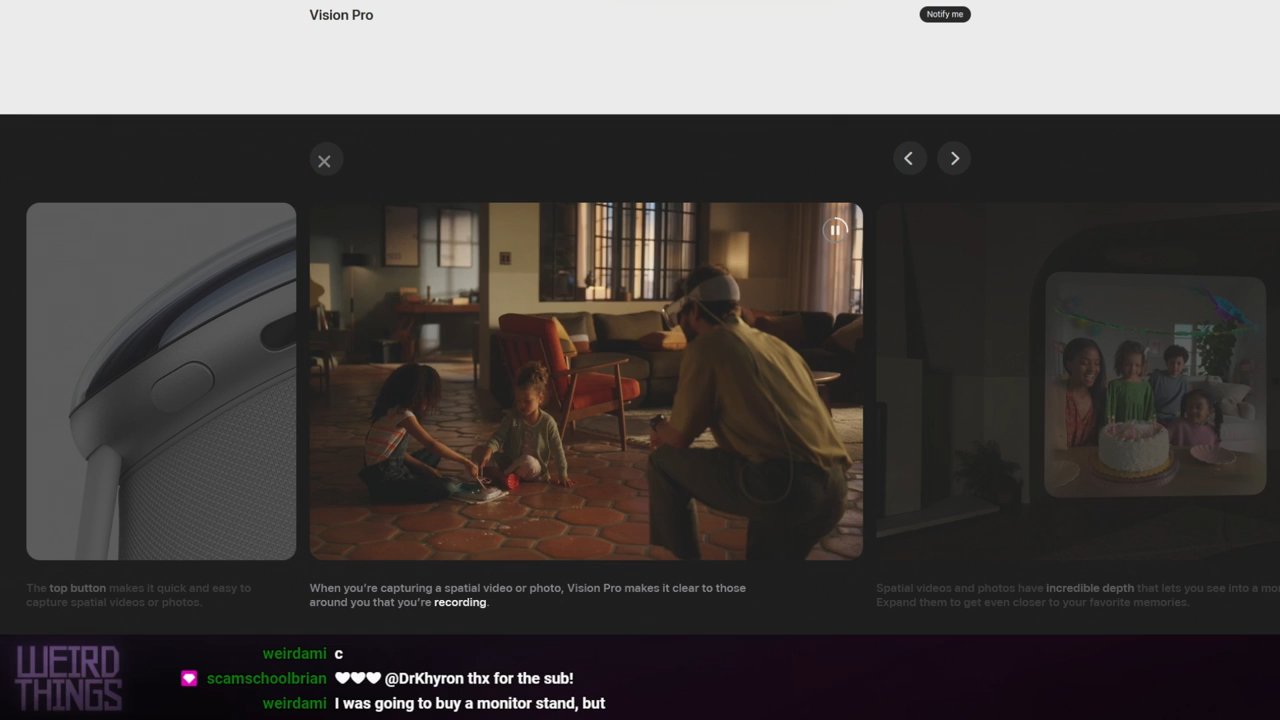 Vision Pro
Notify me
The top button makes it quick and easy to
capture spatial videos or photos.
When you're capturing a spatial video or photo, Vision Pro makes it clear to those
around you that you're recording.
Spatial videos and photos have incredible depth that lets you see into a
Expand them to get even closer to your favorite memories.
WEIRD
THINGS
weirdami c
scamschoolbrian 🤍🤍🤍 @DrKhyron thx for the sub!
weirdami I was going to buy a monitor stand, but